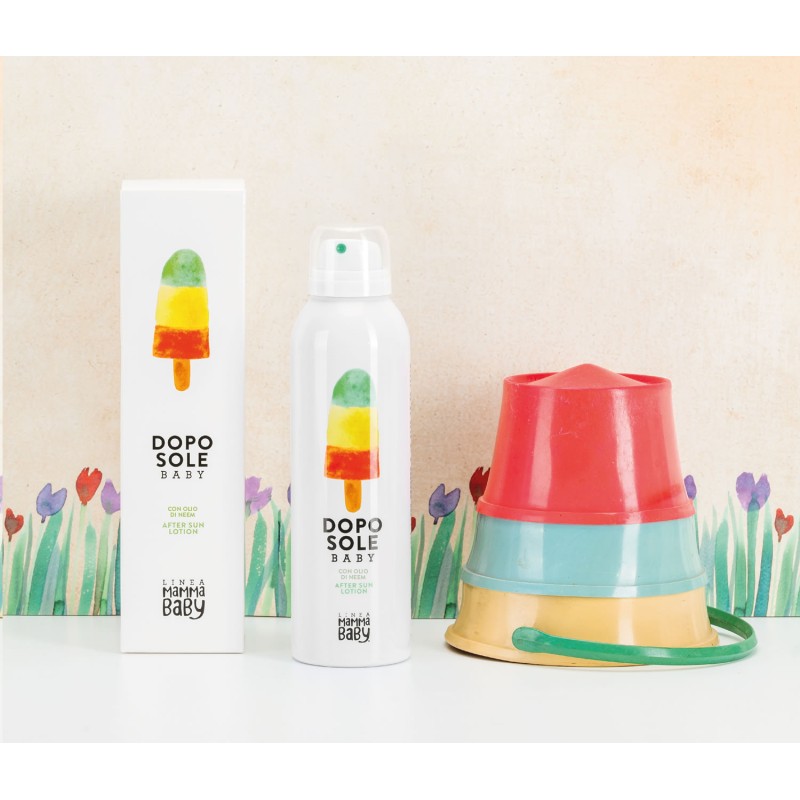 DOPO
SOLE
BABY
CON OLIO
DI NEEM
AFTER SUN
LOTION
LINEA
MAMMA
BABY
DOPO
SOLE
BABY
CON OLIO
DI NEEM
AFTER SUN
LOTION
LINEA
MAMMA
BABY